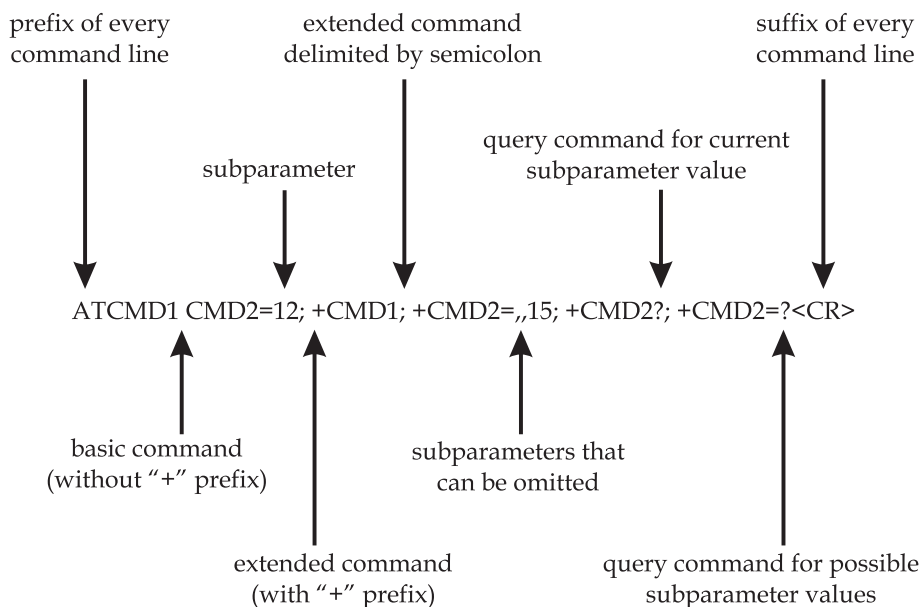 prefix of every
command line
extended command
delimited by semicolon
suffix of every
command line
subparameter
query command for current
subparameter value
ATCMD1 CMD2=12; +CMD1; +CMD2=,,15; +CMD2?; +CMD2=?<CR>
basic command
(without “+” prefix)
subparameters that
can be omitted
extended command
(with “+” prefix)
query command for possible
subparameter values